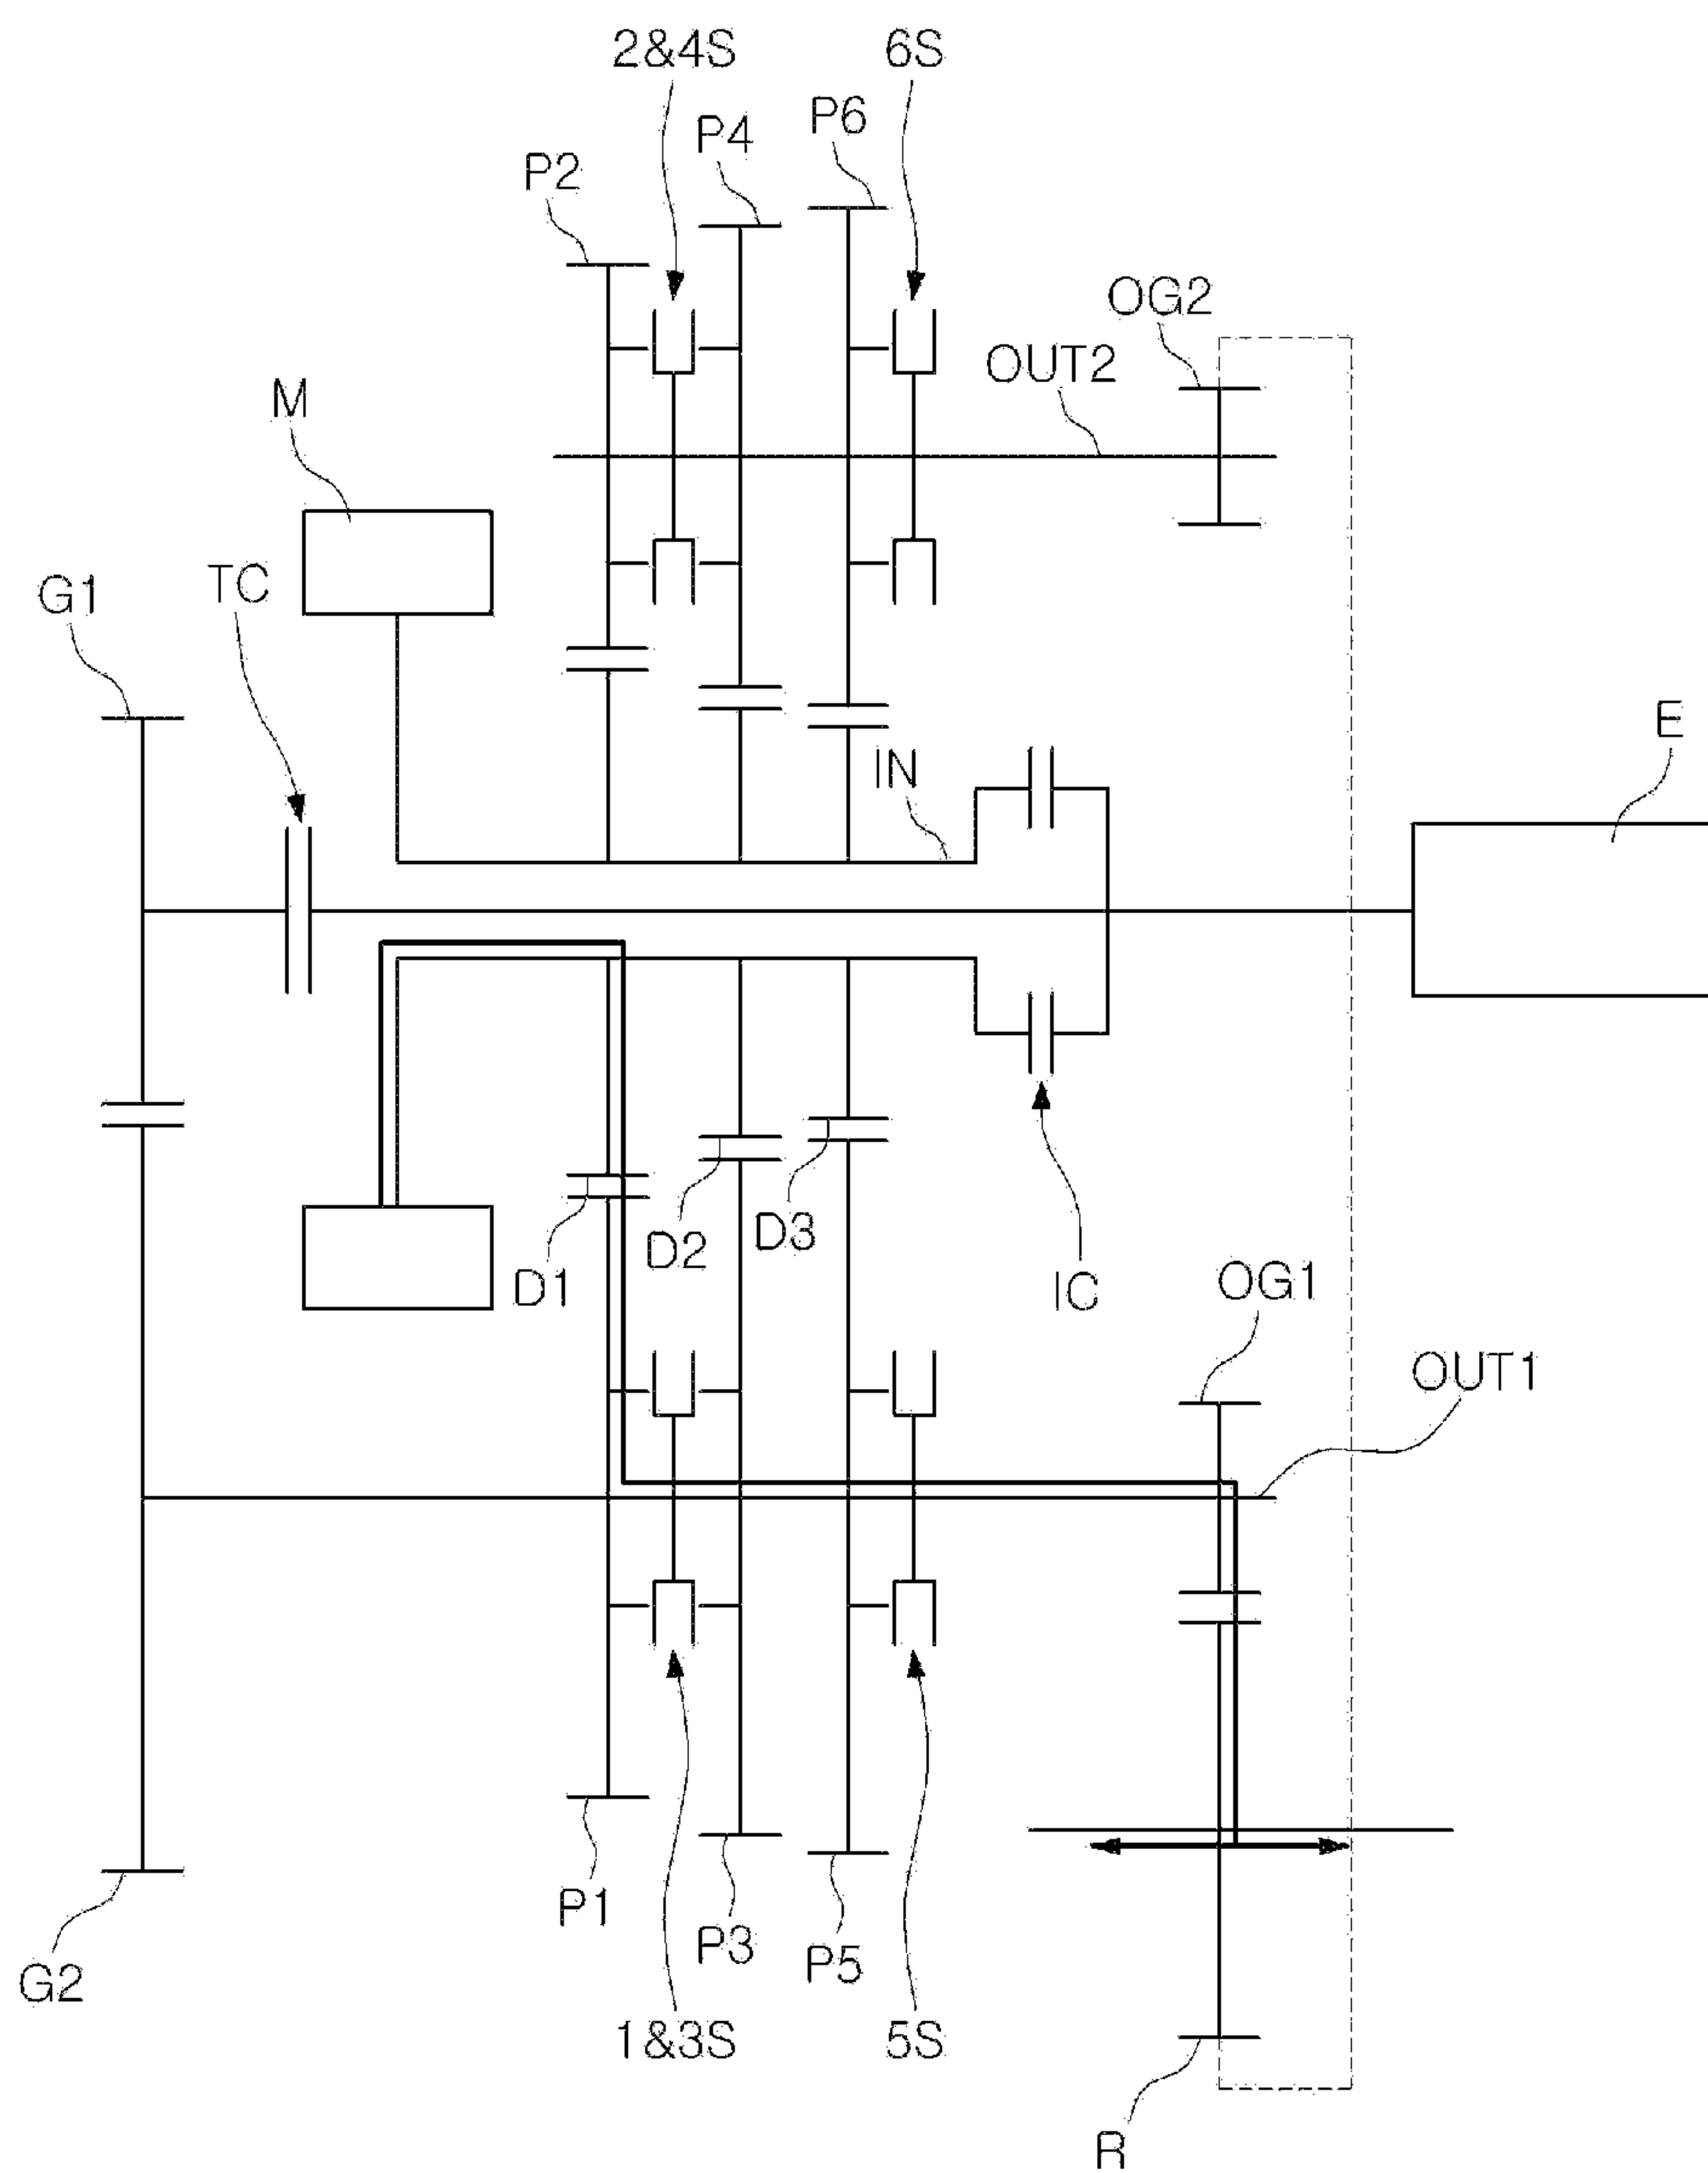 2&4S
6S
P6
P4
P2
OG2
OUT2
M
TC
G1
E
IN
D3
D2
D1
IC
OG1
OUT1
P1
P3
P5
G2
1&3S
5S
R